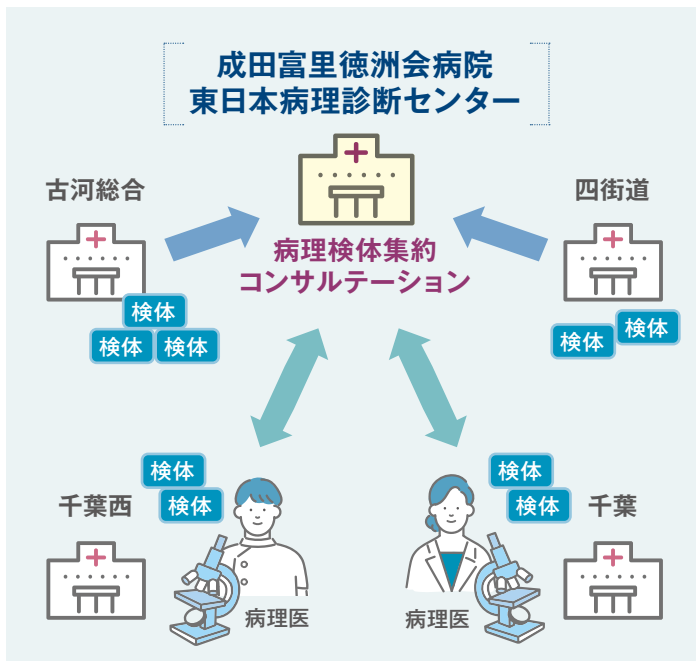 成田富里徳洲会病院
東日本病理診断センター
古河総合
四街道
病理検体集約
コンサルテーション
検体
検体
検体
検体
検体
千葉西
検体
検体
病理医
検体
検体
千葉
病理医